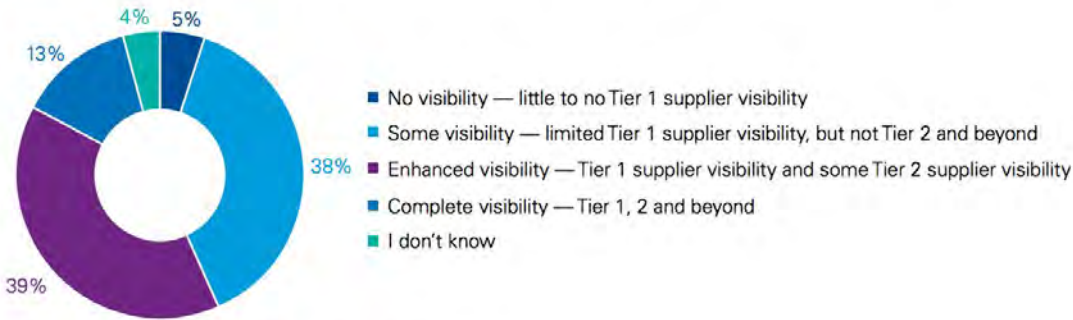 4%
5%
13%
38%
39%
No visibility — little to no Tier 1 supplier visibility
Some visibility — limited Tier 1 supplier visibility, but not Tier 2 and beyond
Enhanced visibility — Tier 1 supplier visibility and some Tier 2 supplier visibility
Complete visibility — Tier 1, 2 and beyond
I don't know